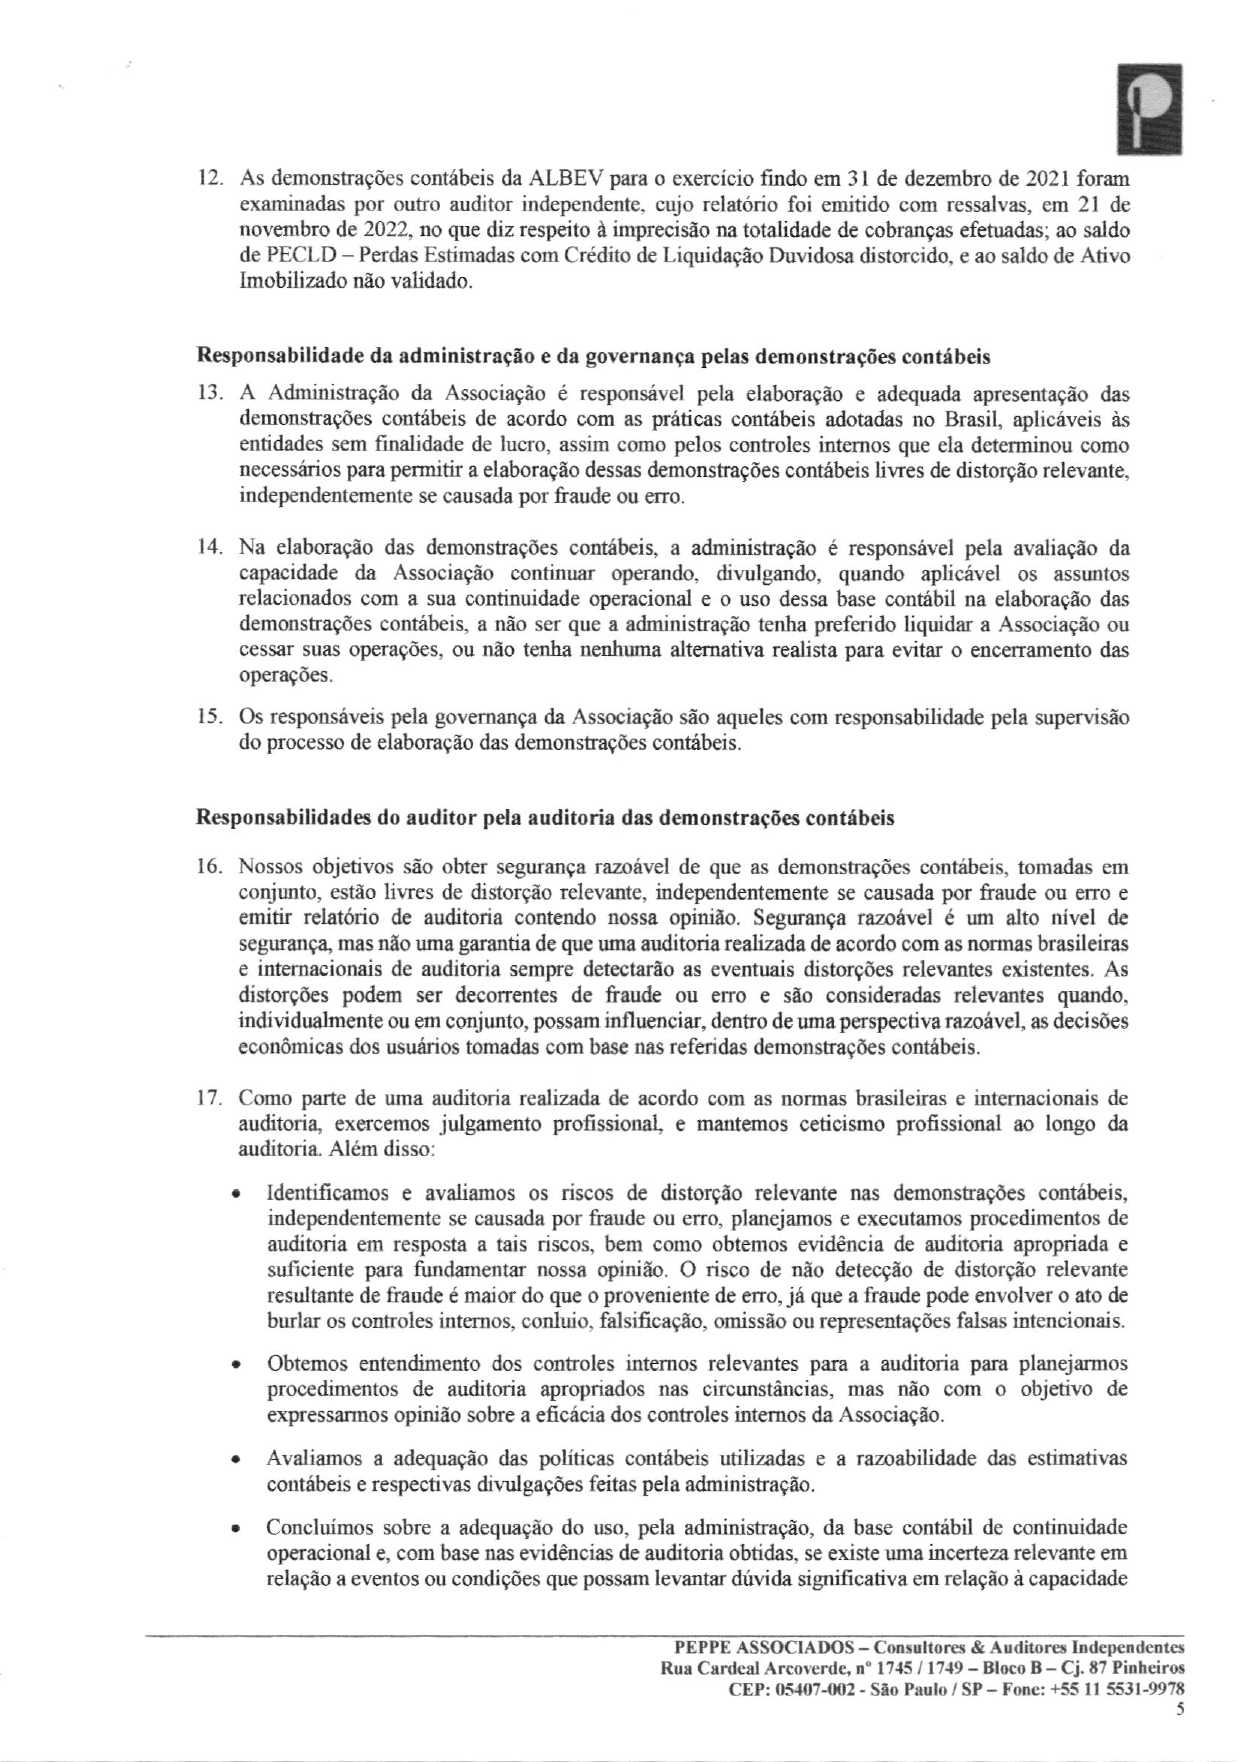 12. As demonstrações contábeis da ALBEV para o exercício findo em 31 de dezembro de 2021 foram
examinadas por outro auditor independente, cujo relatório foi emitido com ressalvas, em 21 de
novembro de 2022, no que diz respeito à imprecisão na totalidade de cobranças efetuadas; ao saldo
de PECLD – Perdas Estimadas com Crédito de Liquidação Duvidosa distorcido, e ao saldo de Ativo
Imobilizado não validado.
Responsabilidade da administração e da governança pelas demonstrações contábeis
13. A Administração da Associação é responsável pela elaboração e adequada apresentação das
demonstrações contábeis de acordo com as práticas contábeis adotadas no Brasil, aplicáveis às
entidades sem finalidade de lucro, assim como pelos controles internos que ela determinou como
necessários para permitir a elaboração dessas demonstrações contábeis livres de distorção relevante,
independentemente se causada por fraude ou erro.
14. Na elaboração das demonstrações contábeis, a administração é responsável pela avaliação da
capacidade da Associação continuar operando, divulgando, quando aplicável os assuntos
relacionados com a sua continuidade operacional e o uso dessa base contábil na elaboração das
demonstrações contábeis, a não ser que a administração tenha preferido liquidar a Associação ou
cessar suas operações, ou não tenha nenhuma alternativa realista para evitar o encerramento das
operações.
15. Os responsáveis pela governança da Associação são aqueles com responsabilidade pela supervisão
do processo de elaboração das demonstrações contábeis.
Responsabilidades do auditor pela auditoria das demonstrações contábeis
16. Nossos objetivos são obter segurança razoável de que as demonstrações contábeis, tomadas em
conjunto, estão livres de distorção relevante, independentemente se causada por fraude ou erro e
emitir relatório de auditoria contendo nossa opinião. Segurança razoável é um alto nível de
segurança, mas não uma garantia de que uma auditoria realizada de acordo com as normas brasileiras
e internacionais de auditoria sempre detectarão as eventuais distorções relevantes existentes. As
distorções podem ser decorrentes de fraude ou erro e são consideradas relevantes quando,
individualmente ou em conjunto, possam influenciar, dentro de uma perspectiva razoável, as decisões
econômicas dos usuários tomadas com base nas referidas demonstrações contábeis.
17. Como parte de uma auditoria realizada de acordo com as normas brasileiras e internacionais de
auditoria, exercemos julgamento profissional, e mantemos ceticismo profissional ao longo da
auditoria. Além disso:
• Identificamos e avaliamos os riscos de distorção relevante nas demonstrações contábeis,
independentemente se causada por fraude ou erro, planejamos e executamos procedimentos de
auditoria em resposta a tais riscos, bem como obtemos evidência de auditoria apropriada e
suficiente para fundamentar nossa opinião. O risco de não detecção de distorção relevante
resultante de fraude é maior do que o proveniente de erro, já que a fraude pode envolver o ato de
burlar os controles internos, conluio, falsificação, omissão ou representações falsas intencionais.
• Obtemos entendimento dos controles internos relevantes para a auditoria para planejarmos
procedimentos de auditoria apropriados nas circunstâncias, mas não com o objetivo de
expressarmos opinião sobre a eficácia dos controles internos da Associação.
• Avaliamos a adequação das políticas contábeis utilizadas e a razoabilidade das estimativas
contábeis e respectivas divulgações feitas pela administração.
• Concluímos sobre a adequação do uso, pela administração, da base contábil de continuidade
operacional e, com base nas evidências de auditoria obtidas, se existe uma incerteza relevante em
relação a eventos ou condições que possam levantar dúvida significativa em relação à capacidade
PEPPE ASSOCIADOS – Consultores & Auditores Independentes
Rua Cardeal Arcoverde, nº 1745 / 1749 – Bloco B – Cj. 87 Pinheiros
CEP: 05407-002 - São Paulo / SP – Fone: +55 11 5531-9978
5